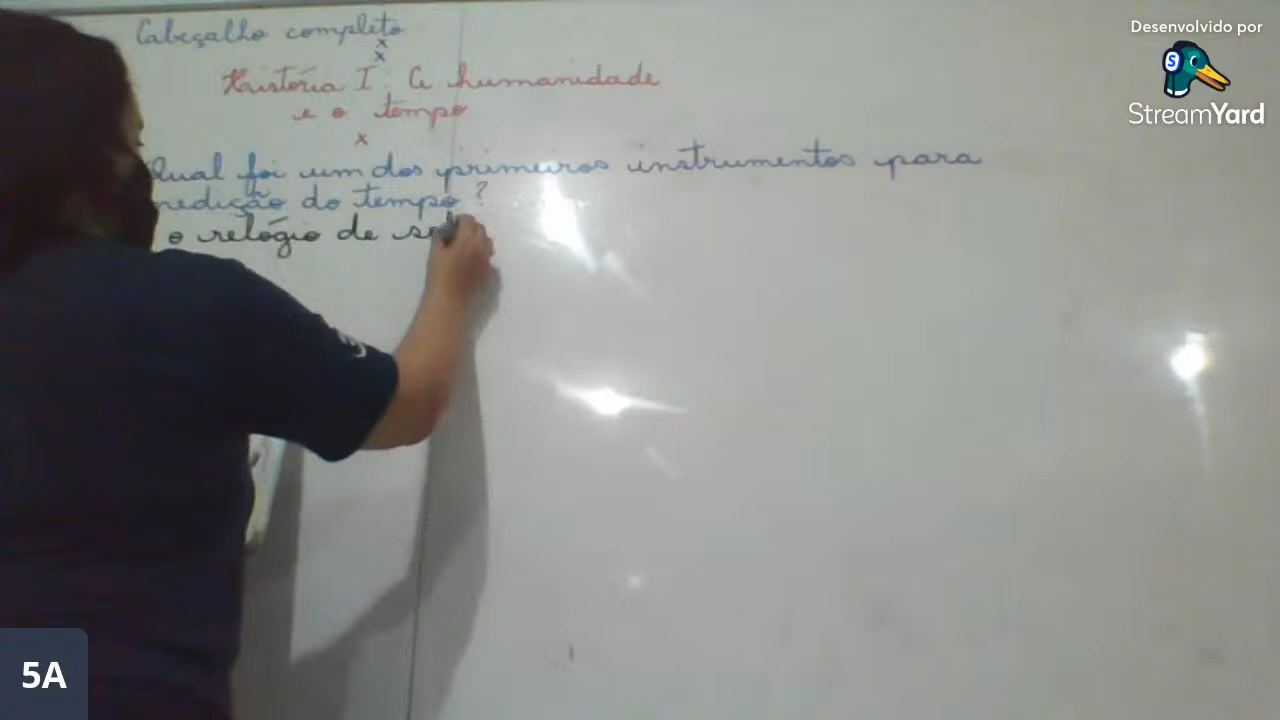 Cabeçalho completo
x
x
História I. A humanidade
e o tempo
x
Qual foi um dos primeiros instrumentos para
medição do tempo?
o relógio de
Desenvolvido por
StreamYard
5A